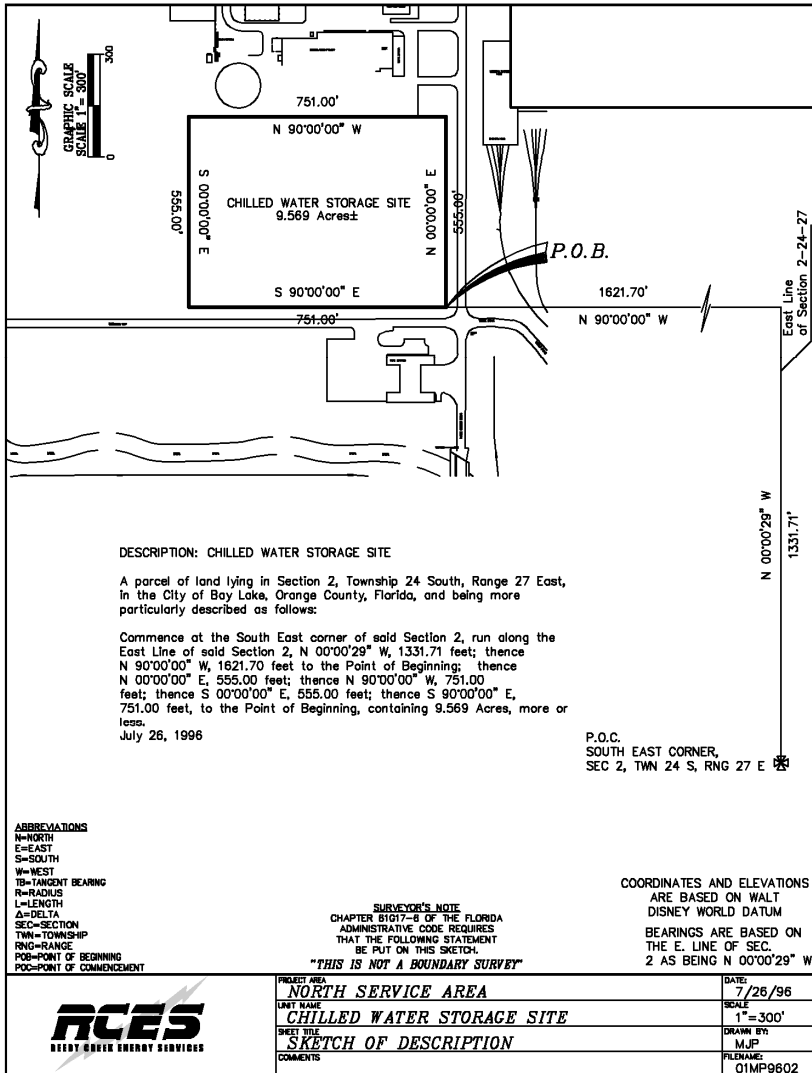 GRAPHIC SCALE
SCALE 1"= 300'
0
300
751.00'
N 90°00'00" W
S 00°00'00" E
555.00'
CHILLED WATER STORAGE SITE
9.569 Acres±
N 00°00'00" E
555.00'
S 90°00'00" E
751.00'
P.O.B.
1621.70'
N 90°00'00" W
East Line
of Section 2-24-27
N 00°00'29" W
1331.71'
DESCRIPTION: CHILLED WATER STORAGE SITE
A parcel of land lying in Section 2, Township 24 South, Range 27 East,
in the City of Bay Lake, Orange County, Florida, and being more
particularly described as follows:
Commence at the South East corner of said Section 2, run along the
East Line of said Section 2, N 00°00'29" W, 1331.71 feet; thence
N 90°00'00" W, 1621.70 feet to the Point of Beginning; thence
N 00°00'00" E, 555.00 feet; thence N 90°00'00" W, 751.00
feet; thence S 00°00'00" E, 555.00 feet; thence S 90°00'00" E,
751.00 feet, to the Point of Beginning, containing 9.569 Acres, more or
less.
July 26, 1996
P.O.C.
SOUTH EAST CORNER,
SEC 2, TWN 24 S, RNG 27 E
ABBREVIATIONS
N=NORTH
E=EAST
S=SOUTH
W=WEST
TB=TANGENT BEARING
R=RADIUS
L=LENGTH
Δ=DELTA
SEC=SECTION
TWN=TOWNSHIP
RNG=RANGE
POB=POINT OF BEGINNING
POC=POINT OF COMMENCEMENT
SURVEYOR'S NOTE
CHAPTER 61G17-6 OF THE FLORIDA
ADMINISTRATIVE CODE REQUIRES
THAT THE FOLLOWING STATEMENT
BE PUT ON THIS SKETCH.
"THIS IS NOT A BOUNDARY SURVEY"
COORDINATES AND ELEVATIONS
ARE BASED ON WALT
DISNEY WORLD DATUM
BEARINGS ARE BASED ON
THE E. LINE OF SEC.
2 AS BEING N 00°00'29" W
RCES
REEDY CREEK ENERGY SERVICES
PROJECT AREA
NORTH SERVICE AREA
UNIT NAME
CHILLED WATER STORAGE SITE
SHEET TITLE
SKETCH OF DESCRIPTION
COMMENTS
DATE:
7/26/96
SCALE
1"=300'
DRAWN BY:
MJP
FILENAME:
01MP9602